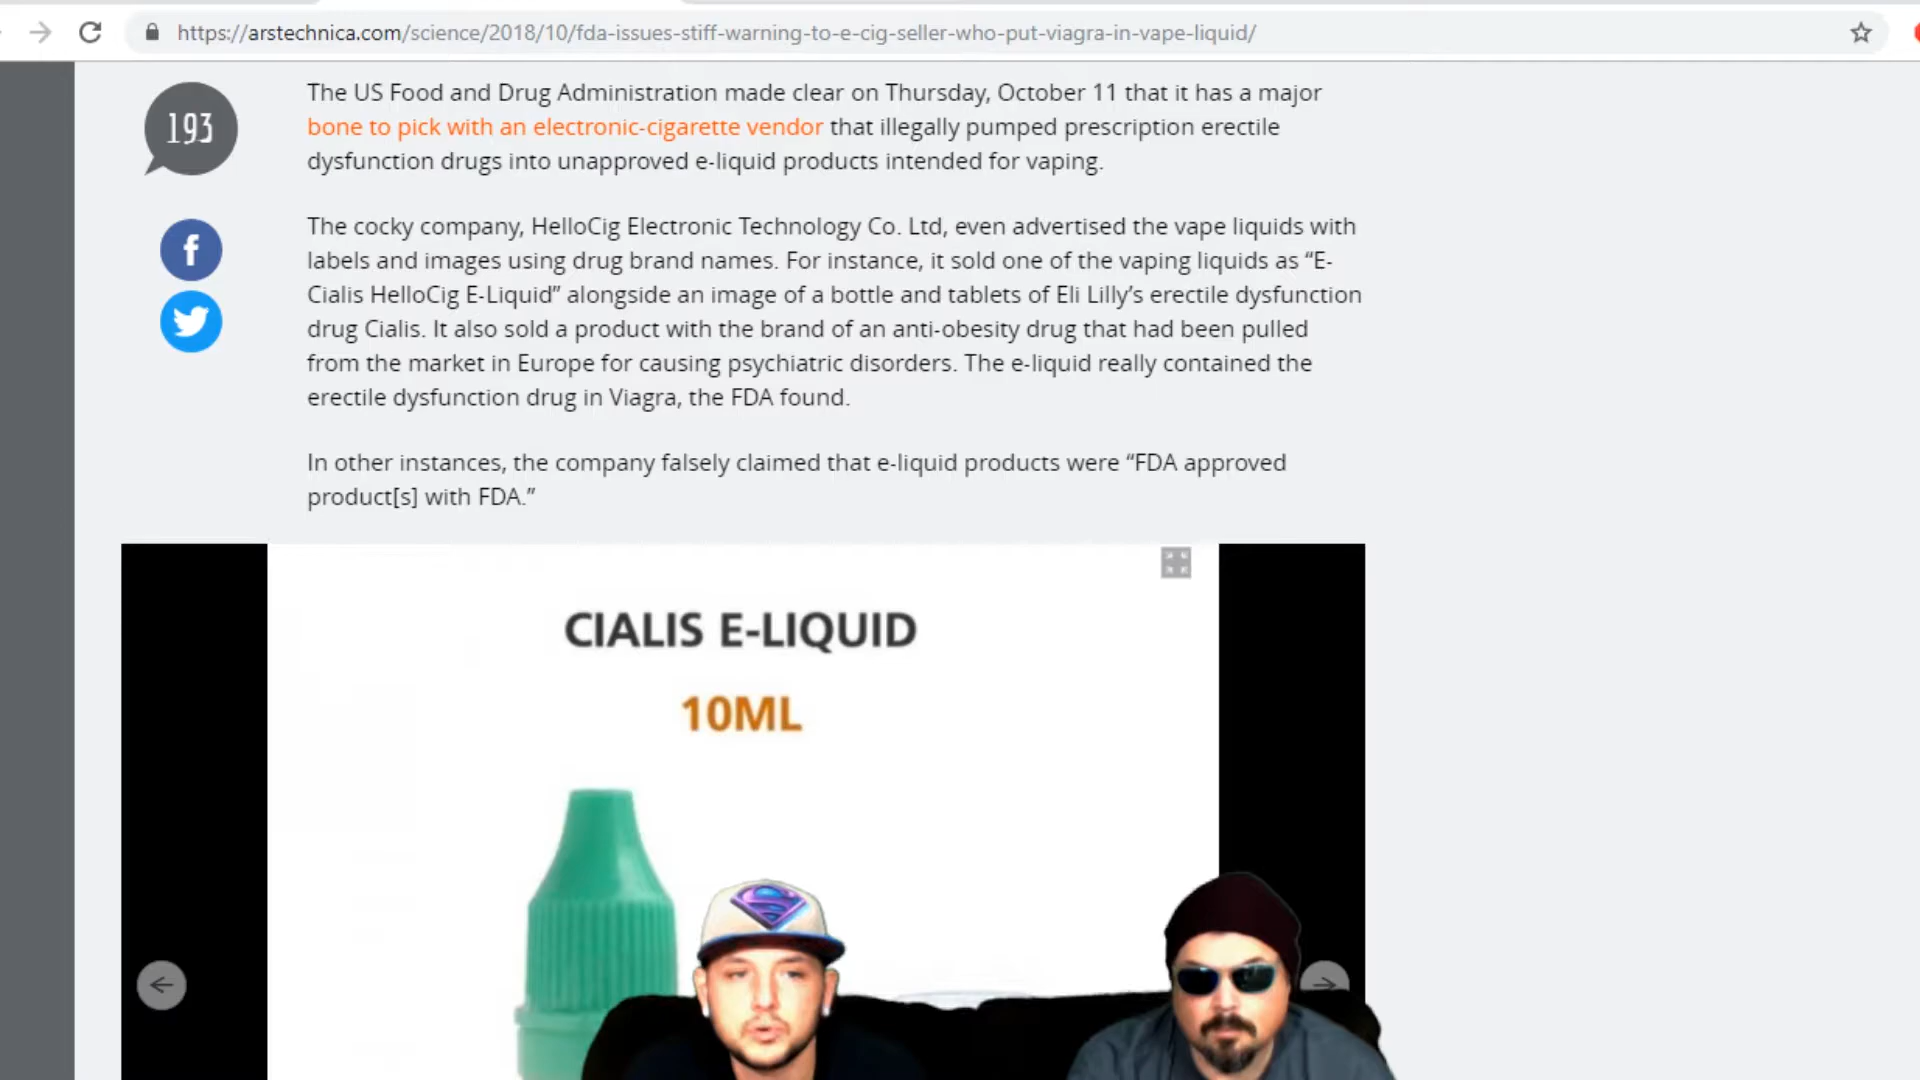 https://arstechnica.com/science/2018/10/fda-issues-stiff-warning-to-e-cig-seller-who-put-viagra-in-vape-liquid/
193
The US Food and Drug Administration made clear on Thursday, October 11 that it has a major
bone to pick with an electronic-cigarette vendor that illegally pumped prescription erectile
dysfunction drugs into unapproved e-liquid products intended for vaping.
The cocky company, HelloCig Electronic Technology Co. Ltd, even advertised the vape liquids with
labels and images using drug brand names. For instance, it sold one of the vaping liquids as “E-
Cialis HelloCig E-Liquid” alongside an image of a bottle and tablets of Eli Lilly’s erectile dysfunction
drug Cialis. It also sold a product with the brand of an anti-obesity drug that had been pulled
from the market in Europe for causing psychiatric disorders. The e-liquid really contained the
erectile dysfunction drug in Viagra, the FDA found.
In other instances, the company falsely claimed that e-liquid products were “FDA approved
product[s] with FDA.”
CIALIS E-LIQUID
10ML